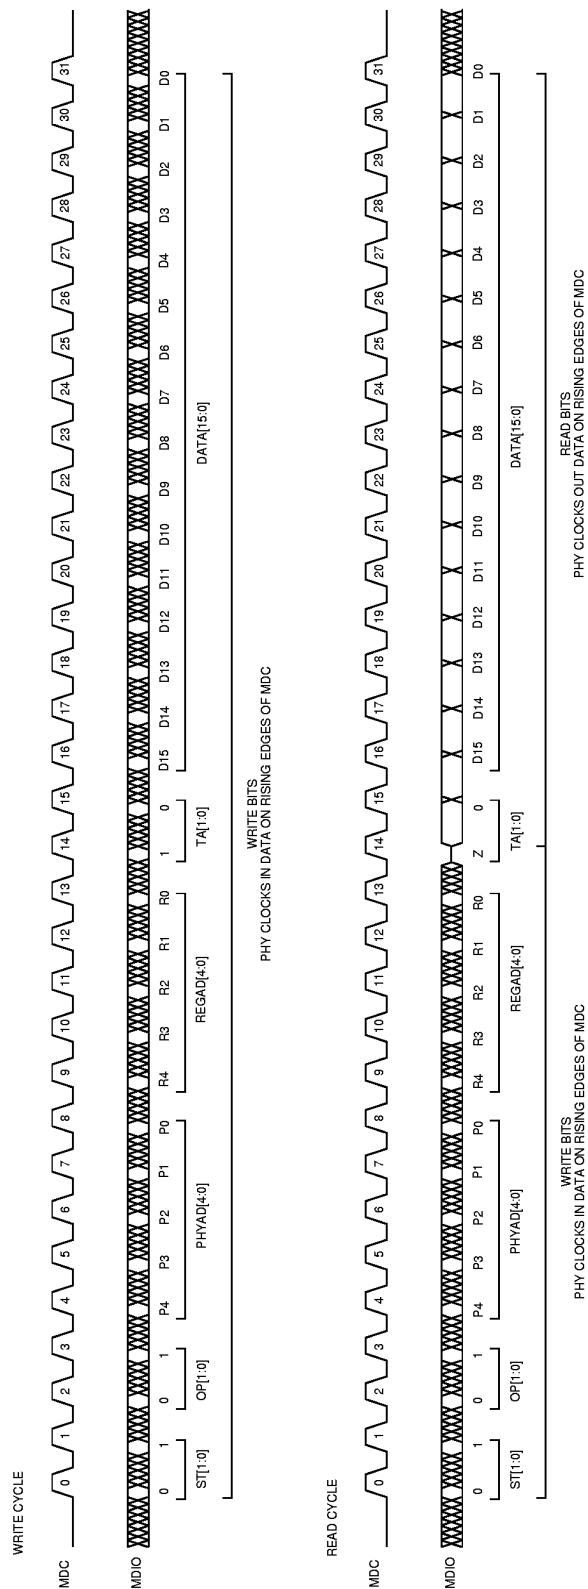 WRITE CYCLE
MDC 0 1 2 3 4 5 6 7 8 9 10 11 12 13 14 15 16 17 18 19 20 21 22 23 24 25 26 27 28 29 30 31
MDIO
0 1 0 1 P4 P3 P2 P1 P0 R4 R3 R2 R1 R0 1 0 D15 D14 D13 D12 D11 D10 D9 D8 D7 D6 D5 D4 D3 D2 D1 D0
ST[1:0] OP[1:0] PHYAD[4:0] REGAD[4:0] TA[1:0] DATA[15:0]
WRITE BITS
PHY CLOCKS IN DATA ON RISING EDGES OF MDC
READ CYCLE
MDC 0 1 2 3 4 5 6 7 8 9 10 11 12 13 14 15 16 17 18 19 20 21 22 23 24 25 26 27 28 29 30 31
MDIO
0 1 0 1 P4 P3 P2 P1 P0 R4 R3 R2 R1 R0 Z 0 D15 D14 D13 D12 D11 D10 D9 D8 D7 D6 D5 D4 D3 D2 D1 D0
ST[1:0] OP[1:0] PHYAD[4:0] REGAD[4:0] TA[1:0] DATA[15:0]
WRITE BITS
PHY CLOCKS IN DATA ON RISING EDGES OF MDC
READ BITS
PHY CLOCKS OUT DATA ON RISING EDGES OF MDC